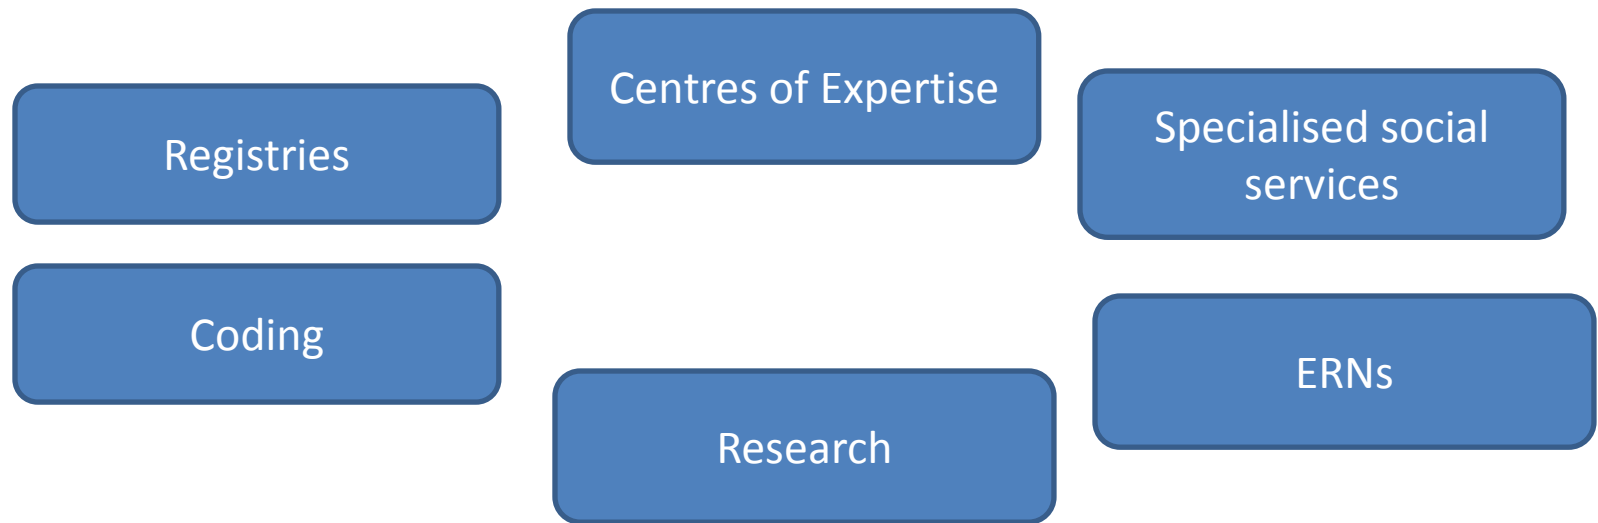 Centres of Expertise
Registries
Specialised social
services
Coding
ERNs
Research